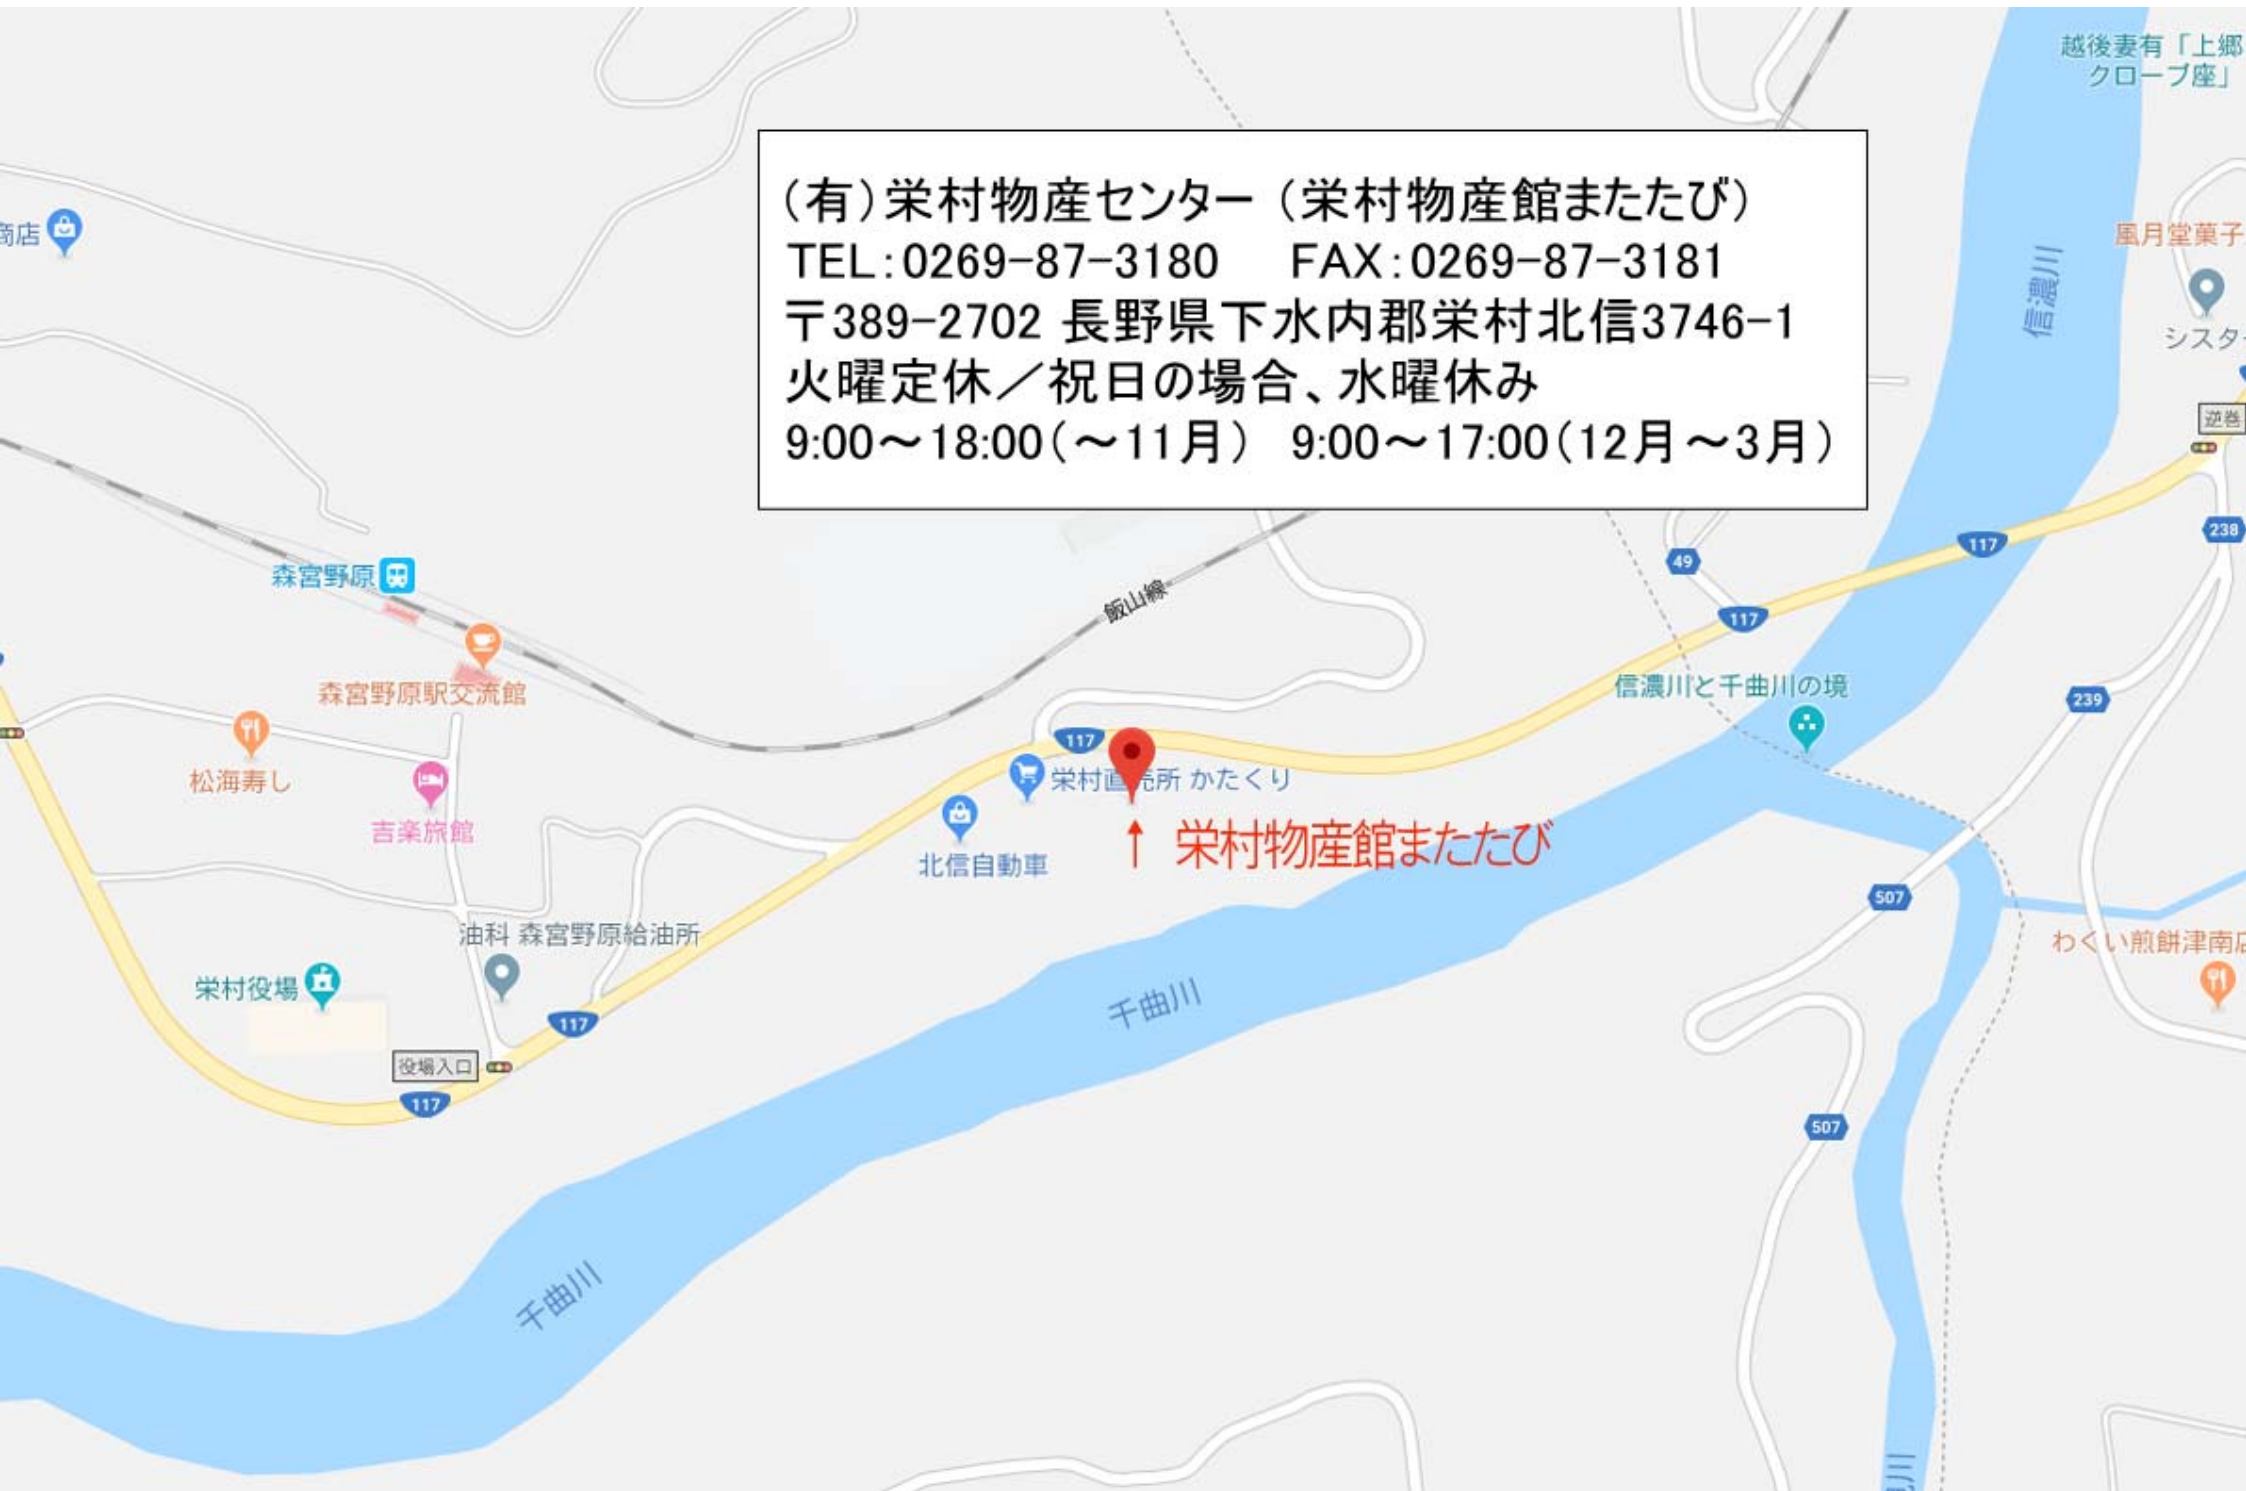 越後妻有「上郷
クローブ座」
(有)栄村物産センター (栄村物産館またたび)
TEL:0269-87-3180 FAX:0269-87-3181
〒389-2702 長野県下水内郡栄村北信3746-1
火曜定休／祝日の場合、水曜休み
9:00～18:00(～11月) 9:00～17:00(12月～3月)
商店
信濃川
風月堂菓子
シスター
逆巻
238
117
49
117
森宮野原
飯山線
森宮野原駅交流館
信濃川と千曲川の境
239
松海寿し
吉楽旅館
117
栄村直売所 かたくり
北信自動車
↑ 栄村物産館またたび
507
油科 森宮野原給油所
わくい煎餅津南店
栄村役場
117
千曲川
役場入口
117
507
千曲川
川